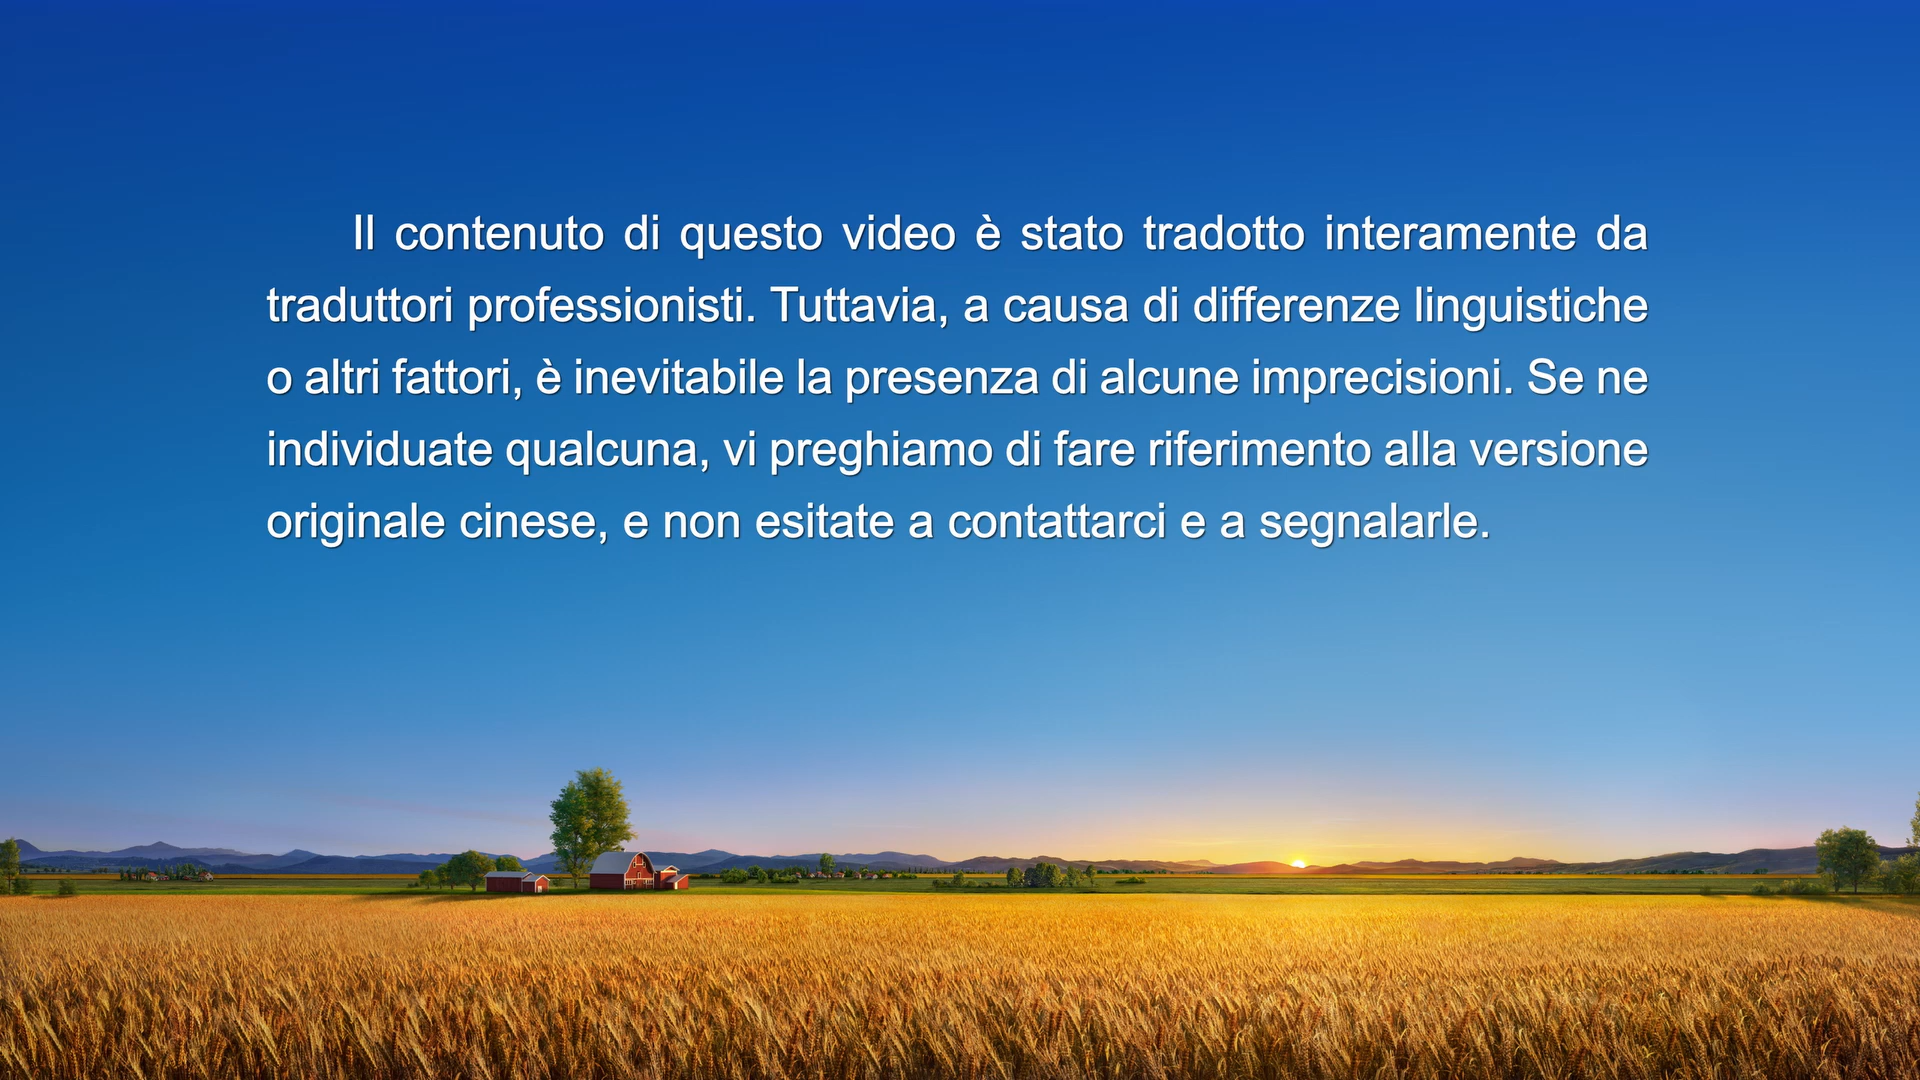 Il contenuto di questo video è stato tradotto interamente da
traduttori professionisti. Tuttavia, a causa di differenze linguistiche
o altri fattori, è inevitabile la presenza di alcune imprecisioni. Se ne
individuate qualcuna, vi preghiamo di fare riferimento alla versione
originale cinese, e non esitate a contattarci e a segnalarle.